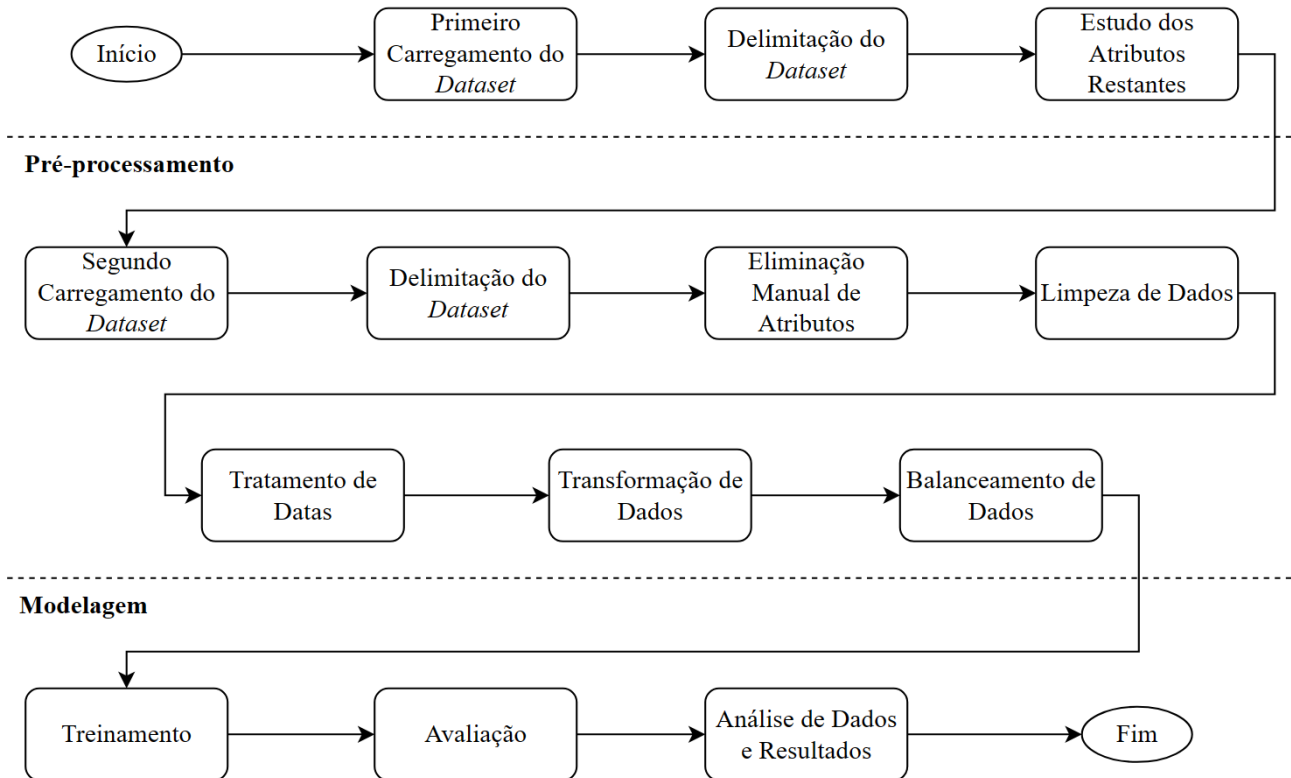 Início
Primeiro
Carregamento do
Dataset
Delimitação do
Dataset
Estudo dos
Atributos
Restantes
Pré-processamento
Segundo
Carregamento do
Dataset
Delimitação do
Dataset
Eliminação
Manual de
Atributos
Limpeza de Dados
Tratamento de
Datas
Transformação de
Dados
Balanceamento de
Dados
Modelagem
Treinamento
Avaliação
Análise de Dados
e Resultados
Fim